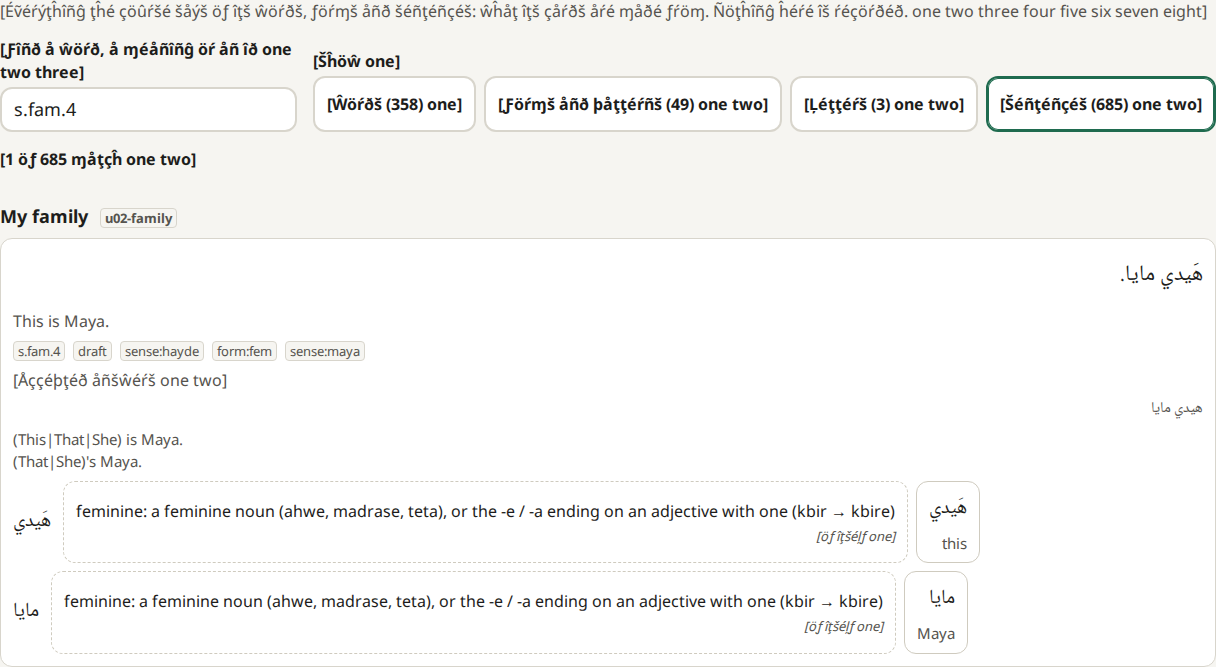 [Éṽéŕýţĥîñĝ ţĥé çöûŕšé šåýš öƒ îţš ŵöŕðš, ƒöŕɱš åñð šéñţéñçéš: ŵĥåţ îţš çåŕðš åŕé ɱåðé ƒŕöɱ. Ñöţĥîñĝ ĥéŕé îš ŕéçöŕðéð. one two three four five six seven eight]
[Ƒîñð å ŵöŕð, å ɱéåñîñĝ öŕ åñ îð one two three]
s.fam.4
[Šĥöŵ one]
[Ŵöŕðš (358) one]
[Ƒöŕɱš åñð þåţţéŕñš (49) one two]
[Ļéţţéŕš (3) one two]
[Šéñţéñçéš (685) one two]
[1 öƒ 685 ɱåţçĥ one two]
My family u02-family
هَيدي مايا.
This is Maya.
s.fam.4 draft sense:hayde form:fem sense:maya
[Åççéþţéð åñšŵéŕš one two]
هيدي مايا
(This|That|She) is Maya.
(That|She)'s Maya.
هَيدي
feminine: a feminine noun (ahwe, madrase, teta), or the -e / -a ending on an adjective with one (kbir → kbire)
[öƒ îţšéļƒ one]
هَيدي
this
مايا
feminine: a feminine noun (ahwe, madrase, teta), or the -e / -a ending on an adjective with one (kbir → kbire)
[öƒ îţšéļƒ one]
مايا
Maya